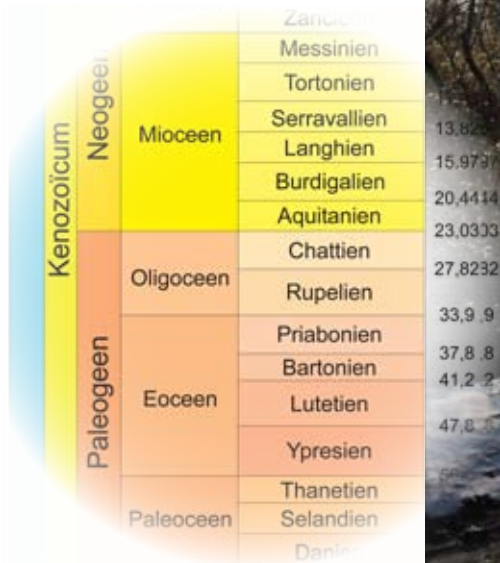 Zancleen
Messinien
Tortonien
Serravallien
Langhien
Burdigalien
Aquitanien
Chattien
Rupelien
Priabonien
Bartonien
Lutetien
Ypresien
Thanetien
Selandien
Mioceen
Oligoceen
Eoceen
Paleoceen
Neogeen
Paleogeen
Kenozoïcum
13,82
15,97
20,44
23,03
27,82
33,9
37,8
41,2
47,8